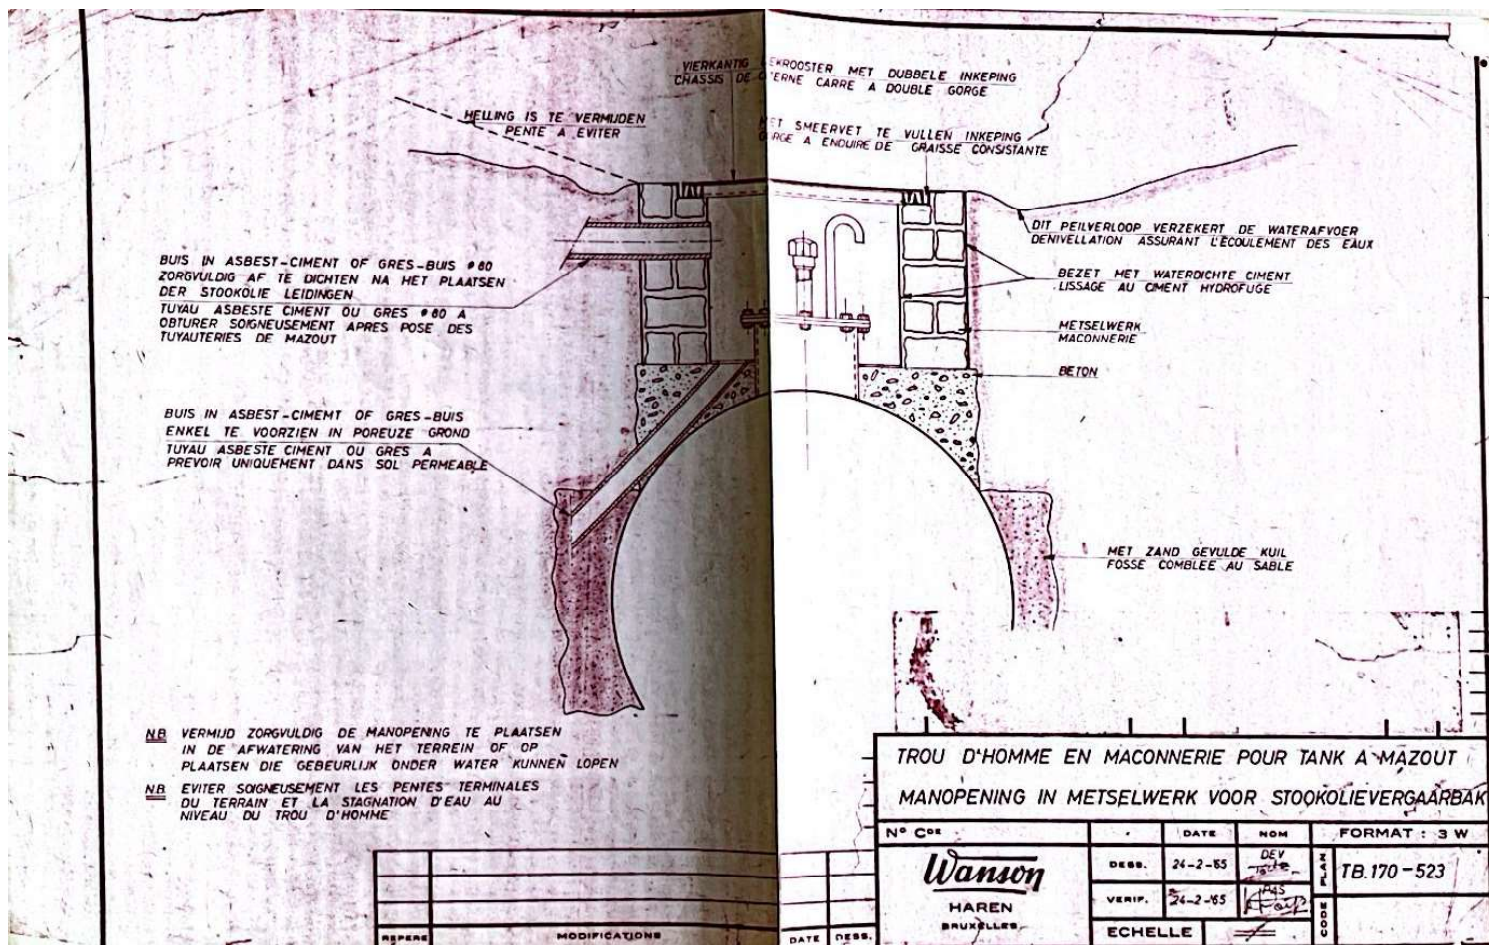 VIERKANTIG EKROOSTER MET DUBBELE INKEPING
CHASSIS DE ERNE CARRE A DOUBLE GORGE
HELLING IS TE VERMIJDEN
PENTE A EVITER
ET SMEERVET TE VULLEN INKEPING
ORGE A ENDUIRE DE GRAISSE CONSISTANTE
DIT PEILVERLOOP VERZEKERT DE WATERAFVOER
DENIVELLATION ASSURANT L'ECOULEMENT DES EAUX
BUIS IN ASBEST-CIMENT OF GRES-BUIS ø 80
ZORGVULDIG AF TE DICHTEN NA HET PLAATSEN
DER STOOKOLIE LEIDINGEN
TUYAU ASBESTE CIMENT OU GRES ø 80 A
OBTURER SOIGNEUSEMENT APRES POSE DES
TUYAUTERIES DE MAZOUT
BEZET MET WATERDICHTE CIMENT
LISSAGE AU CIMENT HYDROFUGE
METSELWERK
MACONNERIE
BETON
BUIS IN ASBEST-CIMEMT OF GRES-BUIS
ENKEL TE VOORZIEN IN POREUZE GROND
TUYAU ASBESTE CIMENT OU GRES A
PREVOIR UNIQUEMENT DANS SOL PERMEABLE
MET ZAND GEVULDE KUIL
FOSSE COMBLEE AU SABLE
NB VERMIJD ZORGVULDIG DE MANOPENING TE PLAATSEN
IN DE AFWATERING VAN HET TERREIN OF OP
PLAATSEN DIE GEBEURLIJK ONDER WATER KUNNEN LOPEN
NB EVITER SOIGNEUSEMENT LES PENTES TERMINALES
DU TERRAIN ET LA STAGNATION D'EAU AU
NIVEAU DU TROU D'HOMME
TROU D'HOMME EN MACONNERIE POUR TANK A MAZOUT
MANOPENING IN METSELWERK VOOR STOOKOLIEVERGAARBAK
N° CDE DATE NOM FORMAT : 3 W
Wanson
HAREN
BRUXELLES
DESS. 24-2-65 DEV
VERIF. 24-2-65
ECHELLE
PLAN TB.170-523
CODE
REPERE MODIFICATIONS DATE DESS.